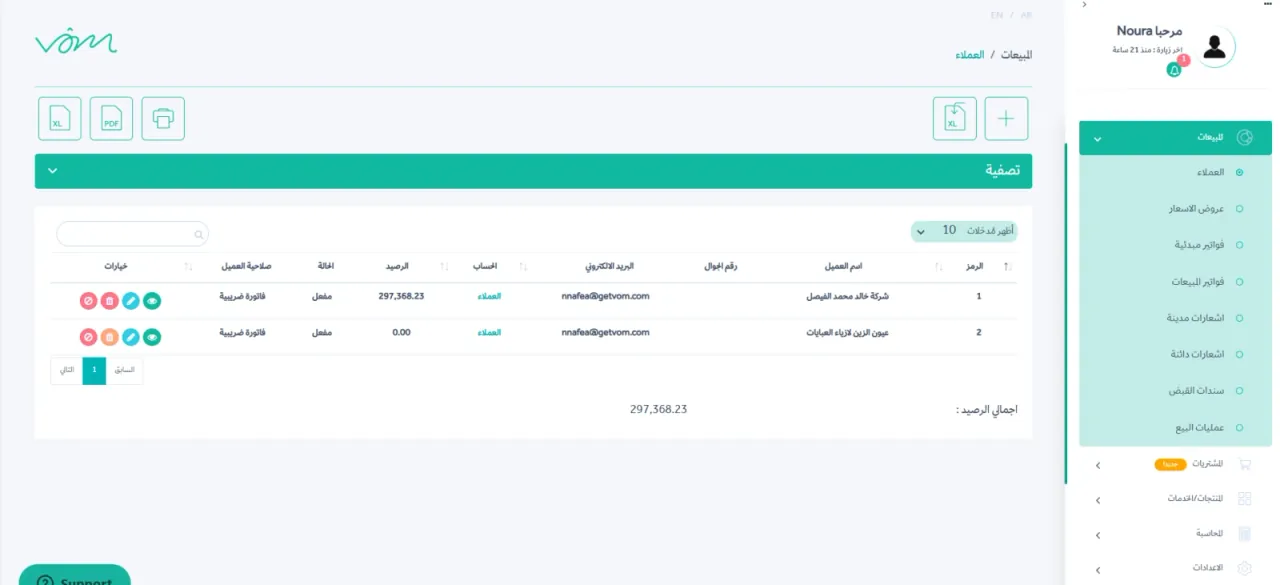 EN / AR
vôm
المبيعات / العملاء
XL
PDF
XL
تصفية
أظهر مُدخلات 10
الرمز اسم العميل رقم الجوال البريد الالكتروني الحساب الرصيد الحالة صلاحية العميل خيارات
1 شركة خالد محمد الفيصل nnafea@getvom.com العملاء 297,368.23 مفعل فاتورة ضريبية
2 عيون الزين لازياء العبايات nnafea@getvom.com العملاء 0.00 مفعل فاتورة ضريبية
السابق 1 التالي
اجمالي الرصيد : 297,368.23
Support
مرحبا Noura
اخر زيارة : منذ 21 ساعة
1
المبيعات
العملاء
عروض الاسعار
فواتير مبدئية
فواتير المبيعات
اشعارات مدينة
اشعارات دائنة
سندات القبض
عمليات البيع
المشتريات جديد
المنتجات/الخدمات
المحاسبة
الاعدادات